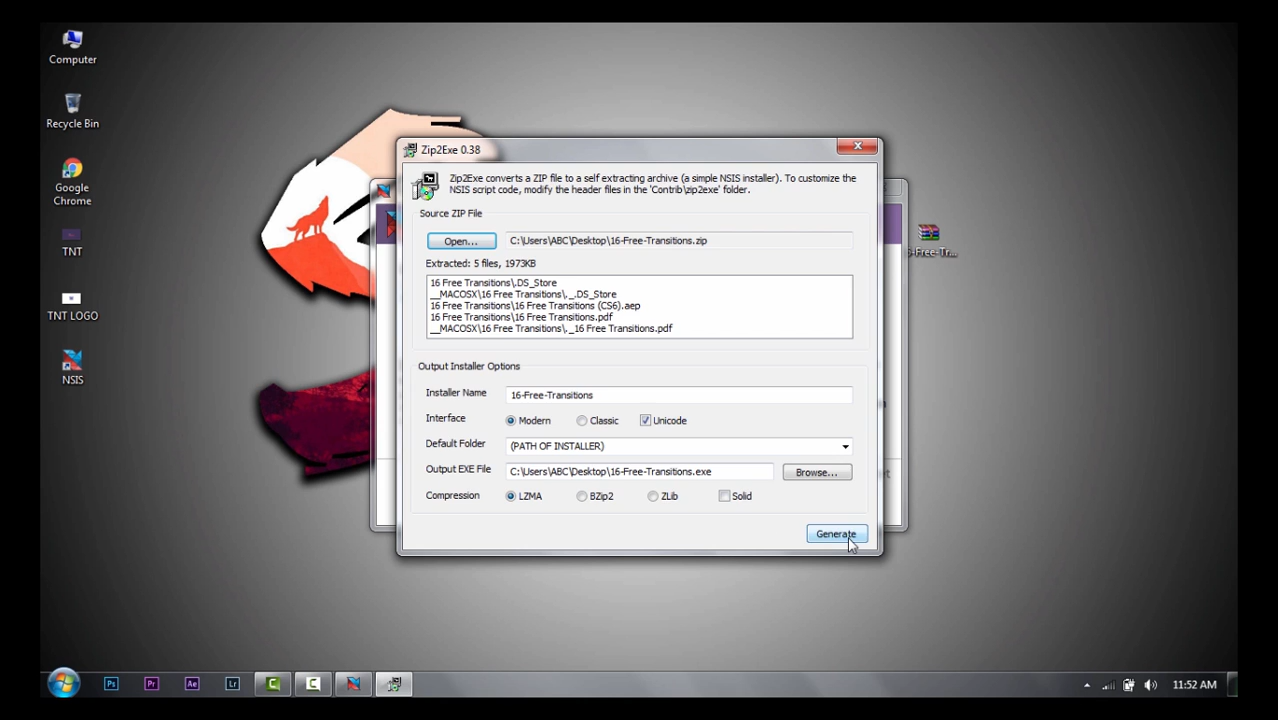 Computer
Recycle Bin
Google
Chrome
TNT
TNT LOGO
NSIS
Zip2Exe 0.38
Zip2Exe converts a ZIP file to a self extracting archive (a simple NSIS installer). To customize the
NSIS script code, modify the header files in the 'Contrib\zip2exe' folder.
Source ZIP File
Open...
C:\Users\ABC\Desktop\16-Free-Transitions.zip
Extracted: 5 files, 1973KB
16 Free Transitions\.DS_Store
__MACOSX\16 Free Transitions\._.DS_Store
16 Free Transitions\16 Free Transitions (CS6).aep
16 Free Transitions\16 Free Transitions.pdf
__MACOSX\16 Free Transitions\._16 Free Transitions.pdf
Output Installer Options
Installer Name 16-Free-Transitions
Interface Modern Classic Unicode
Default Folder (PATH OF INSTALLER)
Output EXE File C:\Users\ABC\Desktop\16-Free-Transitions.exe Browse...
Compression LZMA BZip2 ZLib Solid
Generate
-Free-Tr...
Ps Pr Ae Lr
11:52 AM